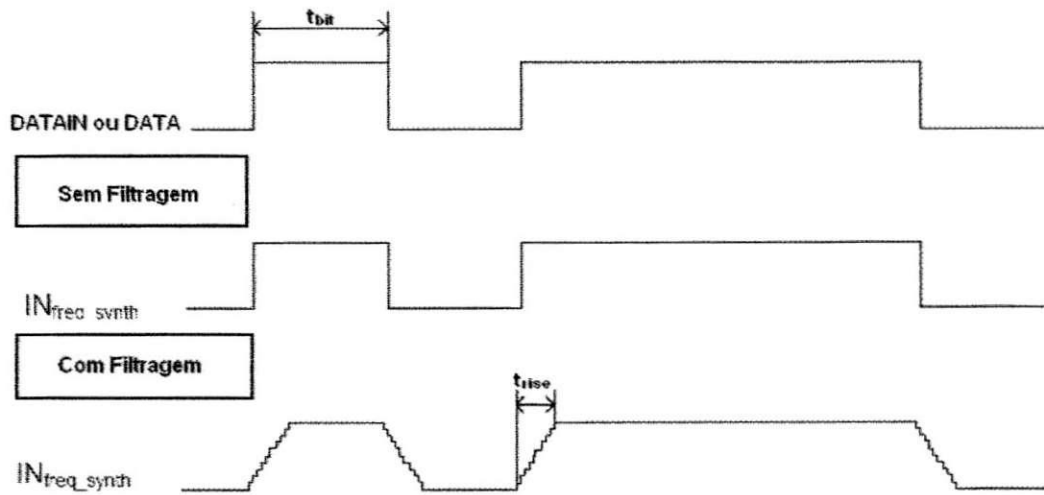 tbit
DATAIN ou DATA
Sem Filtragem
INfreq_synth
Com Filtragem
trise
INfreq_synth